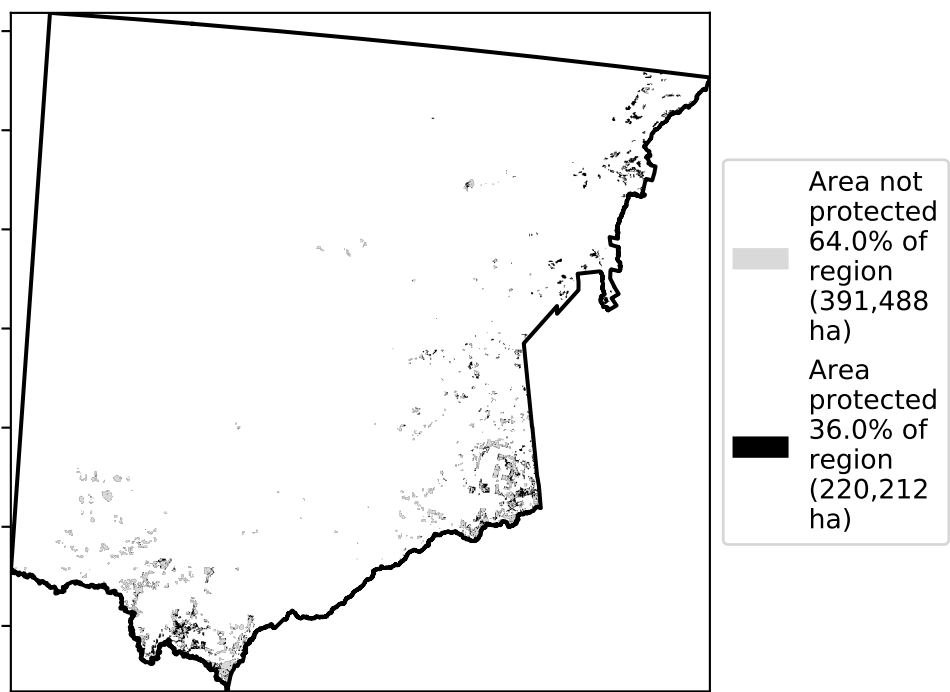 Area not
protected
64.0% of
region
(391,488
ha)
Area
protected
36.0% of
region
(220,212
ha)